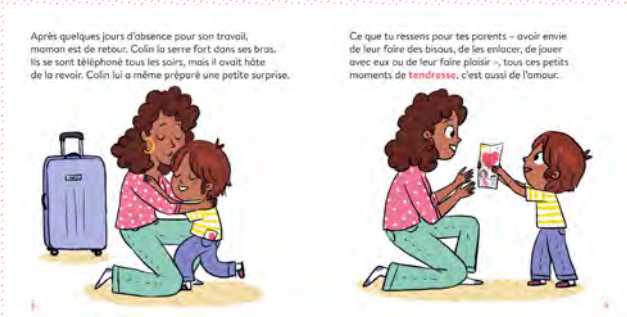 Après quelques jours d'absence pour son travail,
maman est de retour. Colin la serre fort dans ses bras.
Ils se sont téléphoné tous les soirs, mais il avait hâte
de la revoir. Colin lui a même préparé une petite surprise.
Ce que tu ressens pour tes parents – avoir envie
de leur faire des bisous, de les enlacer, de jouer
avec eux ou de leur faire plaisir –, tous ces petits
moments de tendresse, c'est aussi de l'amour.